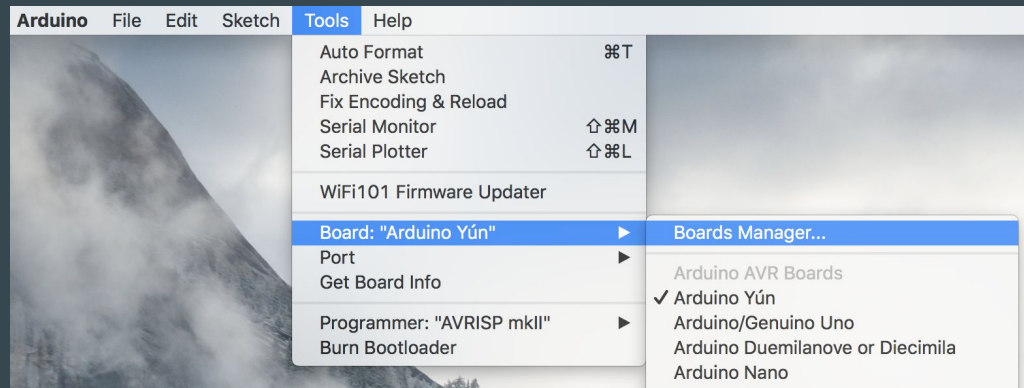 Arduino File Edit Sketch Tools Help
Auto Format ⌘T
Archive Sketch
Fix Encoding & Reload
Serial Monitor ⇧⌘M
Serial Plotter ⇧⌘L
WiFi101 Firmware Updater
Board: "Arduino Yún" ▶
Port ▶
Get Board Info
Programmer: "AVRISP mkII" ▶
Burn Bootloader
Boards Manager...
Arduino AVR Boards
✓ Arduino Yún
Arduino/Genuino Uno
Arduino Duemilanove or Diecimila
Arduino Nano